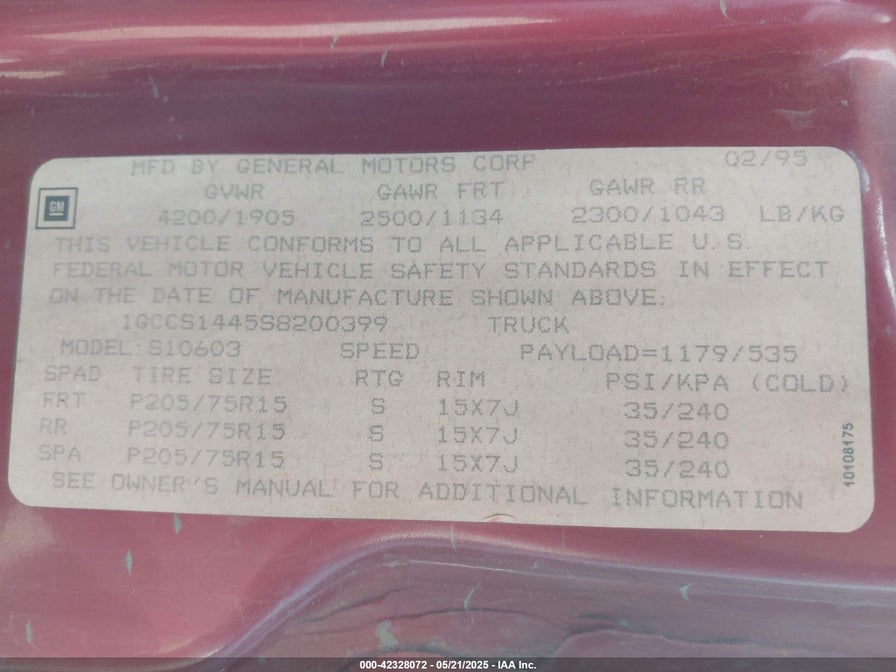 MFD BY GENERAL MOTORS CORP 02/95
GVWR GAWR FRT GAWR RR
GM
4200/1905 2500/1134 2300/1043 LB/KG
THIS VEHICLE CONFORMS TO ALL APPLICABLE U.S.
FEDERAL MOTOR VEHICLE SAFETY STANDARDS IN EFFECT
ON THE DATE OF MANUFACTURE SHOWN ABOVE.
1GCCS1445S8200399 TRUCK
MODEL:S10603 SPEED PAYLOAD=1179/535
SPAD TIRE SIZE RTG RIM PSI/KPA (COLD)
FRT P205/75R15 S 15X7J 35/240
RR P205/75R15 S 15X7J 35/240
SPA P205/75R15 S 15X7J 35/240
SEE OWNER'S MANUAL FOR ADDITIONAL INFORMATION
10108175
000-42328072 - 05/21/2025 - IAA Inc.